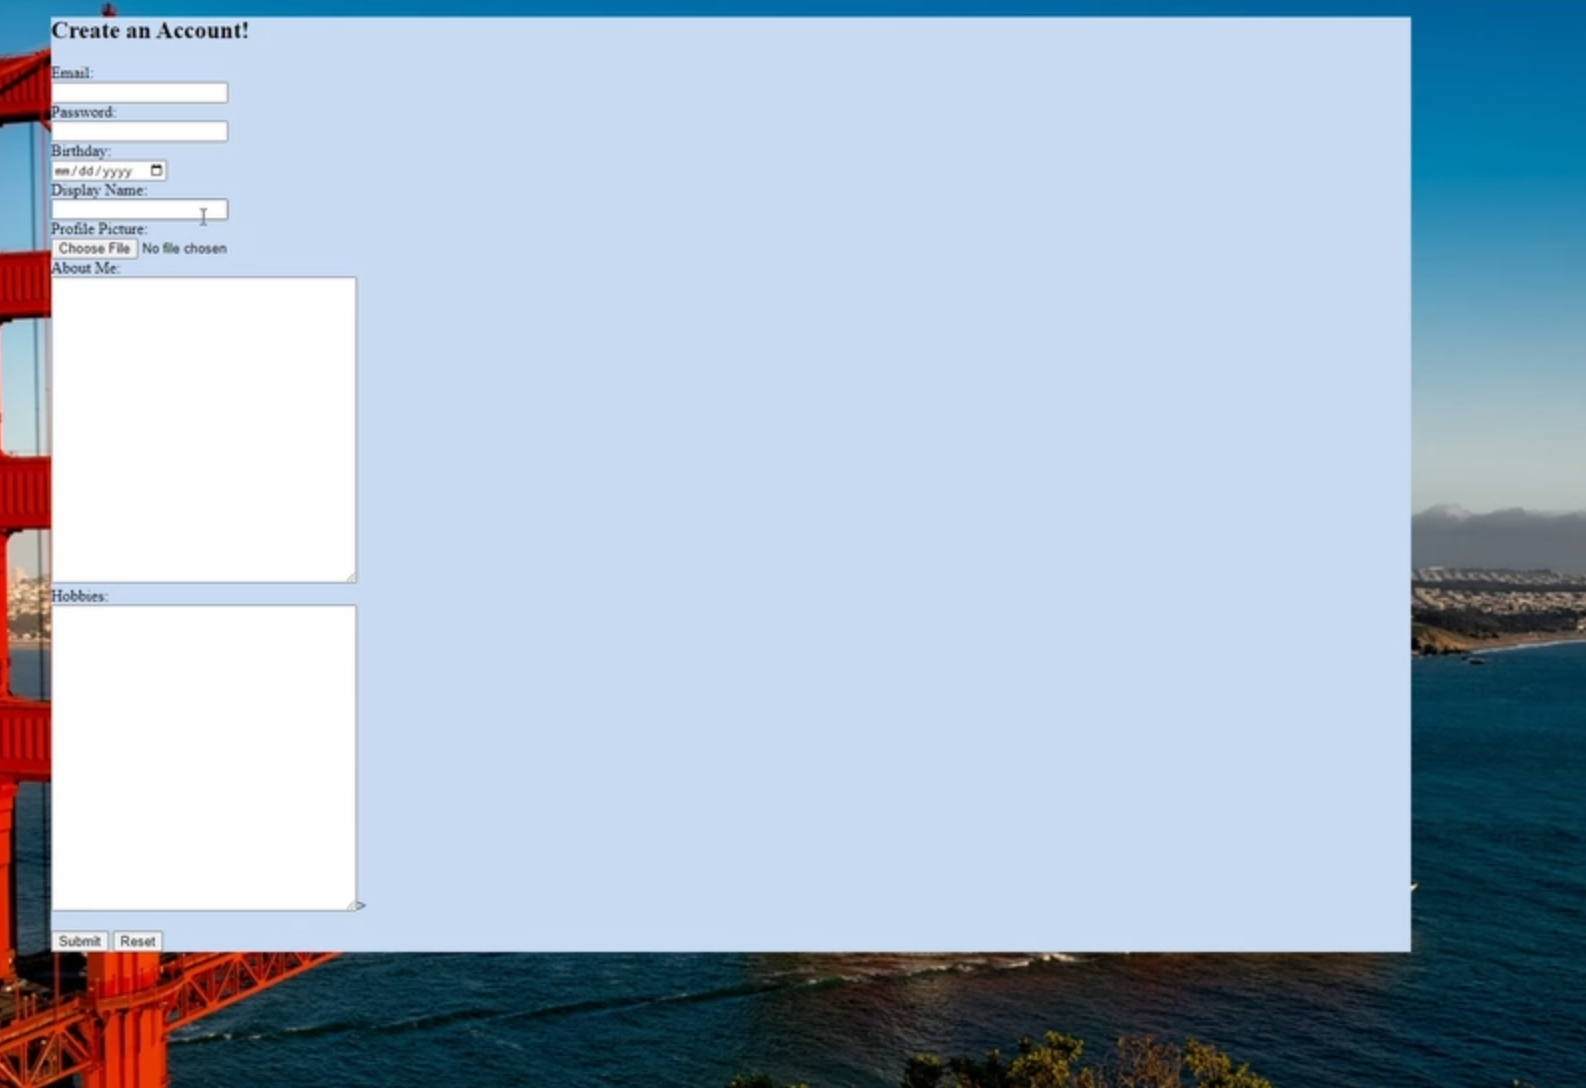 Create an Account!
Email:
Password:
Birthday:
mm/dd/yyyy
Display Name:
Profile Picture:
Choose File No file chosen
About Me:
Hobbies:
>
Submit Reset